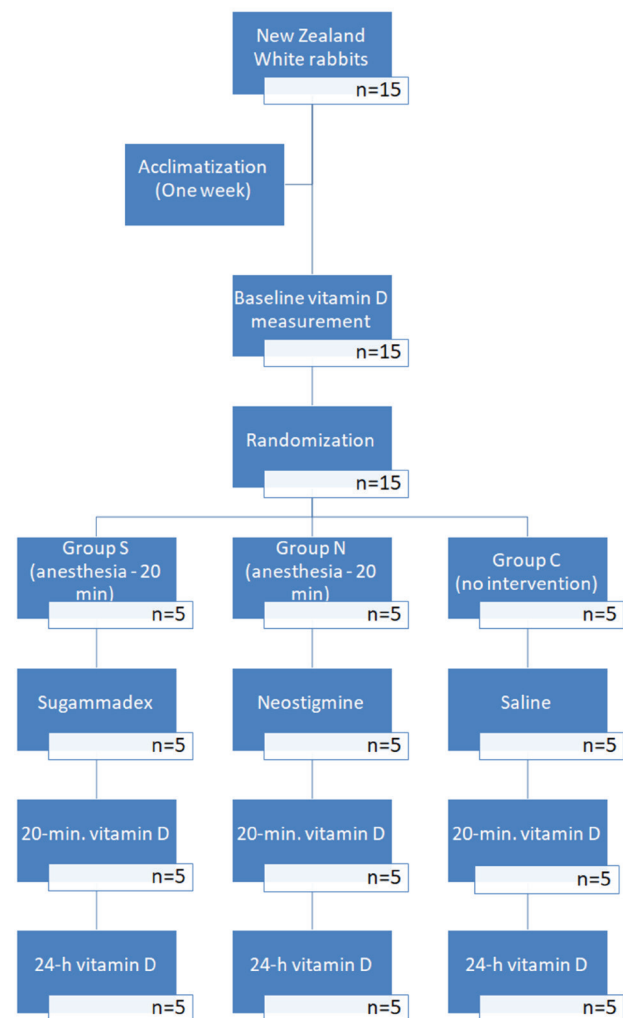 New Zealand
White rabbits
n=15
Acclimatization
(One week)
Baseline vitamin D
measurement
n=15
Randomization
n=15
Group S
(anesthesia - 20
min)
n=5
Group N
(anesthesia - 20
min)
n=5
Group C
(no intervention)
n=5
Sugammadex
n=5
Neostigmine
n=5
Saline
n=5
20-min. vitamin D
n=5
20-min. vitamin D
n=5
20-min. vitamin D
n=5
24-h vitamin D
n=5
24-h vitamin D
n=5
24-h vitamin D
n=5